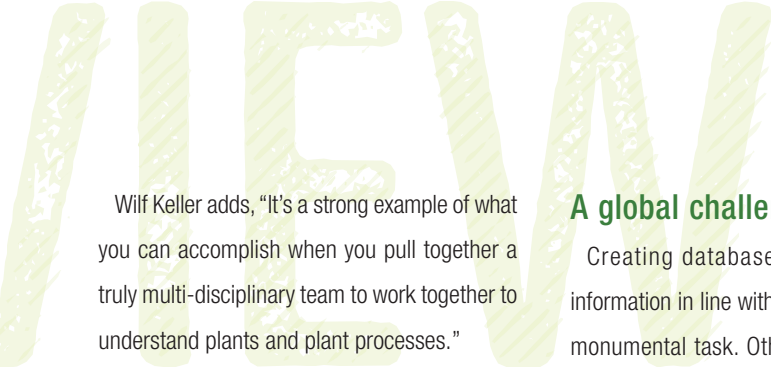 VIEW
Wilf Keller adds, “It’s a strong example of what
you can accomplish when you pull together a
truly multi-disciplinary team to work together to
understand plants and plant processes.”
A global challe
Creating database
information in line with
monumental task. Oth